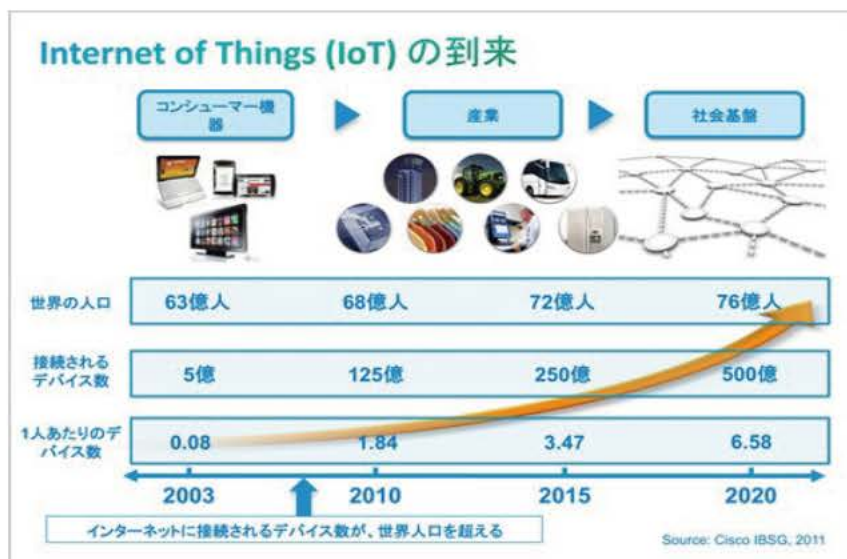 Internet of Things (IoT) の到来
コンシューマー機
器
産業
社会基盤
世界の人口
63億人
68億人
72億人
76億人
接続される
デバイス数
5億
125億
250億
500億
1人あたりのデ
バイス数
0.08
1.84
3.47
6.58
2003
2010
2015
2020
インターネットに接続されるデバイス数が、世界人口を超える
Source: Cisco IBSG, 2011